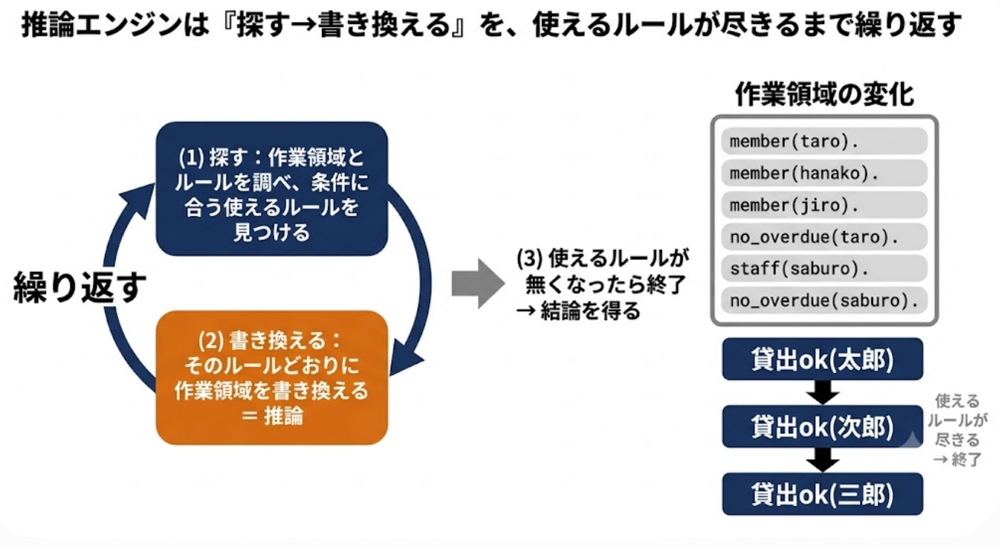 推論エンジンは『探す→書き換える』を、使えるルールが尽きるまで繰り返す
(1) 探す：作業領域と
ルールを調べ、条件に
合う使えるルールを
見つける
繰り返す
(2) 書き換える：
そのルールどおりに
作業領域を書き換える
＝ 推論
(3) 使えるルールが
無くなったら終了
→ 結論を得る
作業領域の変化
member(taro).
member(hanako).
member(jiro).
no_overdue(taro).
staff(saburo).
no_overdue(saburo).
貸出ok(太郎)
貸出ok(次郎)
貸出ok(三郎)
使える
ルールが
尽きる
→ 終了